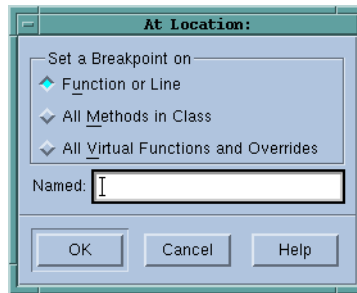 At Location:
Set a Breakpoint on
Function or Line
All Methods in Class
All Virtual Functions and Overrides
Named:
OK Cancel Help